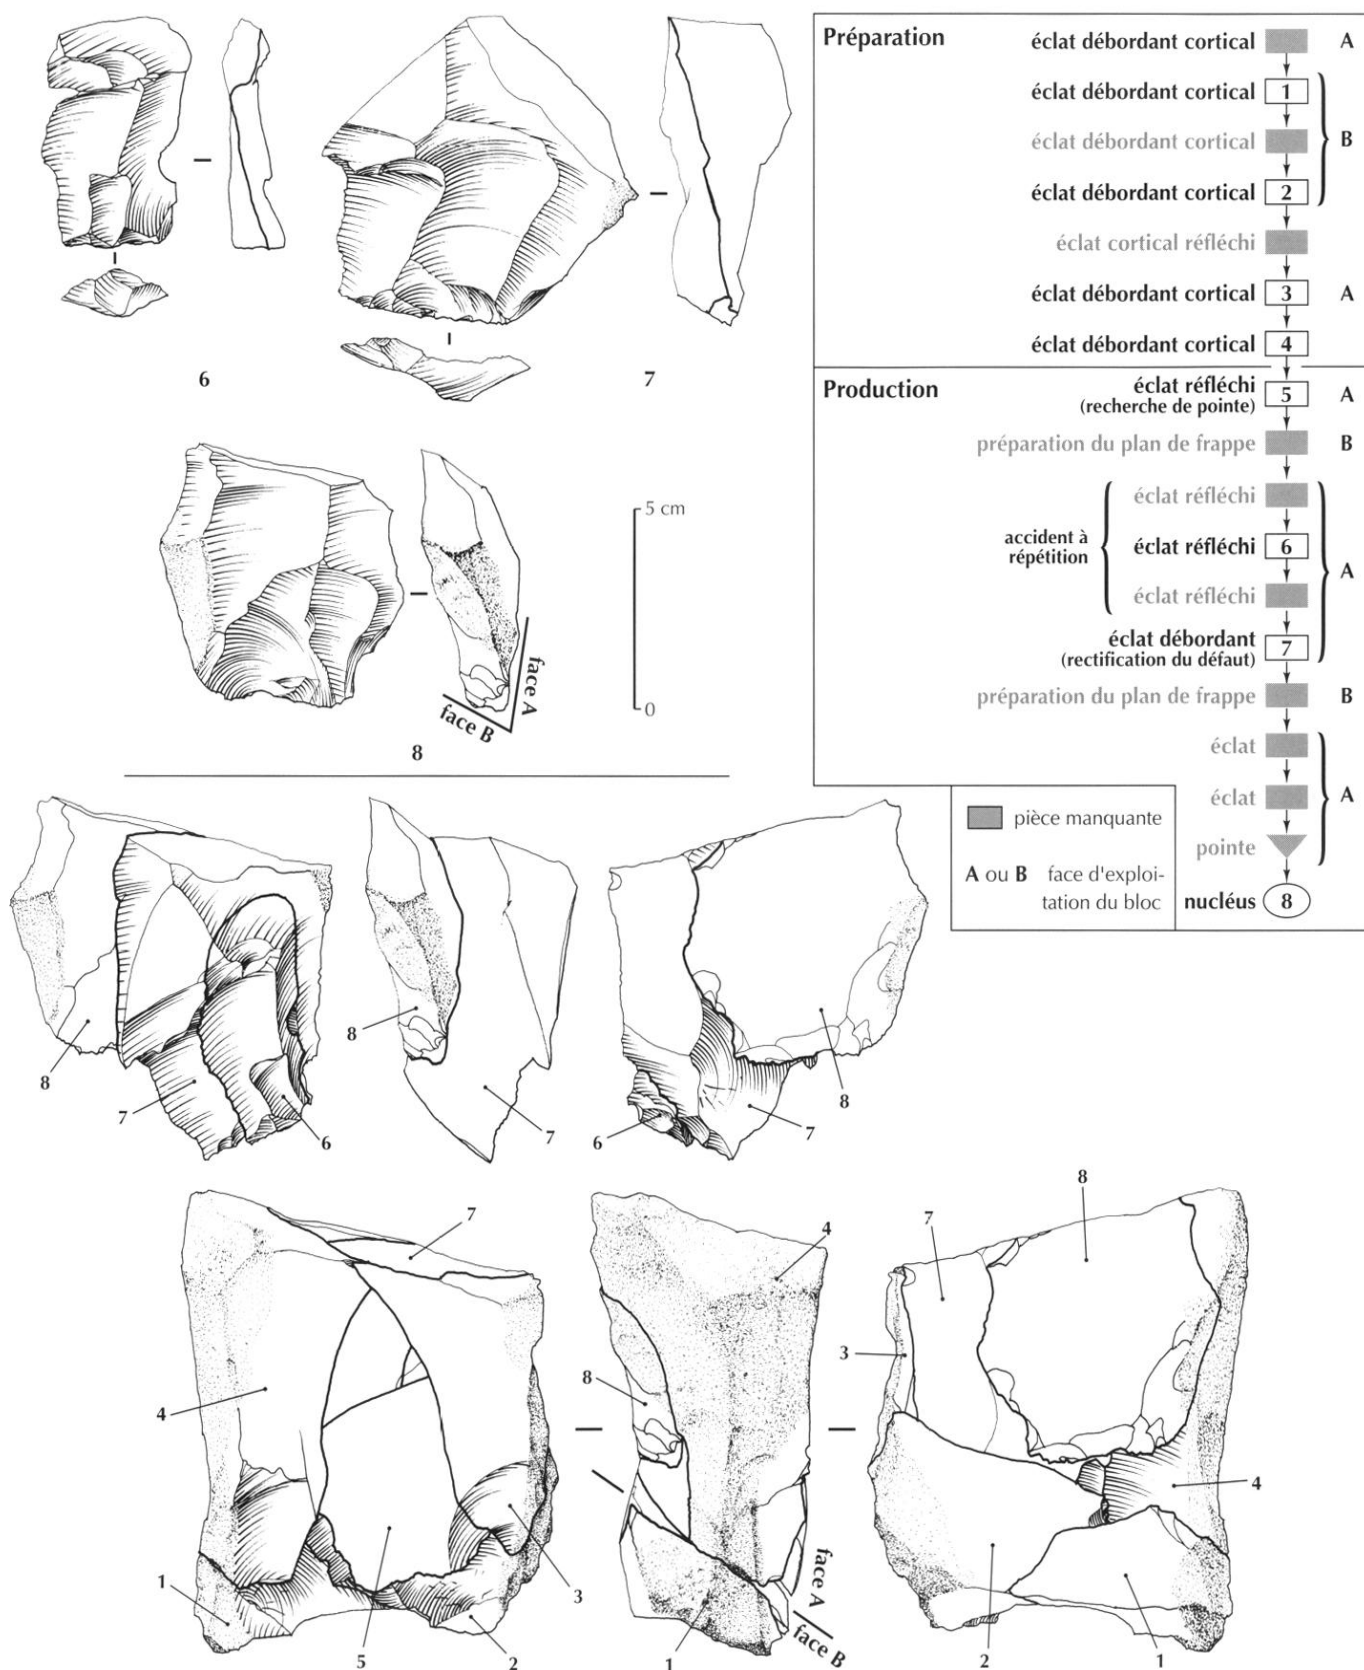 6
7
5 cm
0
face A
face B
8
Préparation
éclat débordant cortical A
éclat débordant cortical 1
éclat débordant cortical B
éclat débordant cortical 2
éclat cortical réfléchi
éclat débordant cortical 3 A
éclat débordant cortical 4
Production
éclat réfléchi 5 A
(recherche de pointe)
préparation du plan de frappe B
éclat réfléchi
accident à
répétition
éclat réfléchi 6
A
éclat réfléchi
éclat débordant 7
(rectification du défaut)
préparation du plan de frappe B
éclat
éclat A
pointe
nucléus 8
pièce manquante
A ou B face d'exploi-
tation du bloc
8
7
6
8
7
6
7
8
7
4
8
7
8
4
3
1
5
2
3
8
1
face A
face B
3
4
2
1